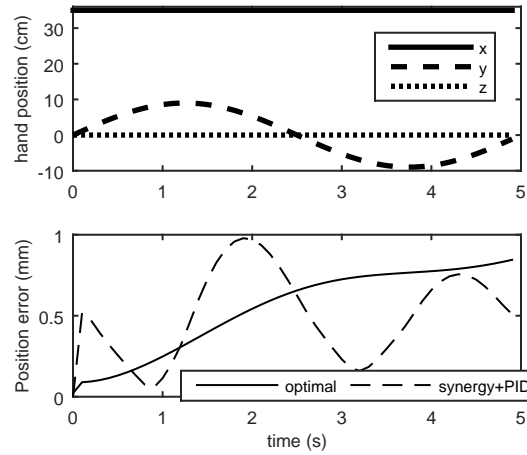 30
20
10
0
-10
hand position (cm)
x
y
z
0 1 2 3 4 5
1
0.5
0
Position error (mm)
optimal synergy+PID
0 1 2 3 4 5
time (s)